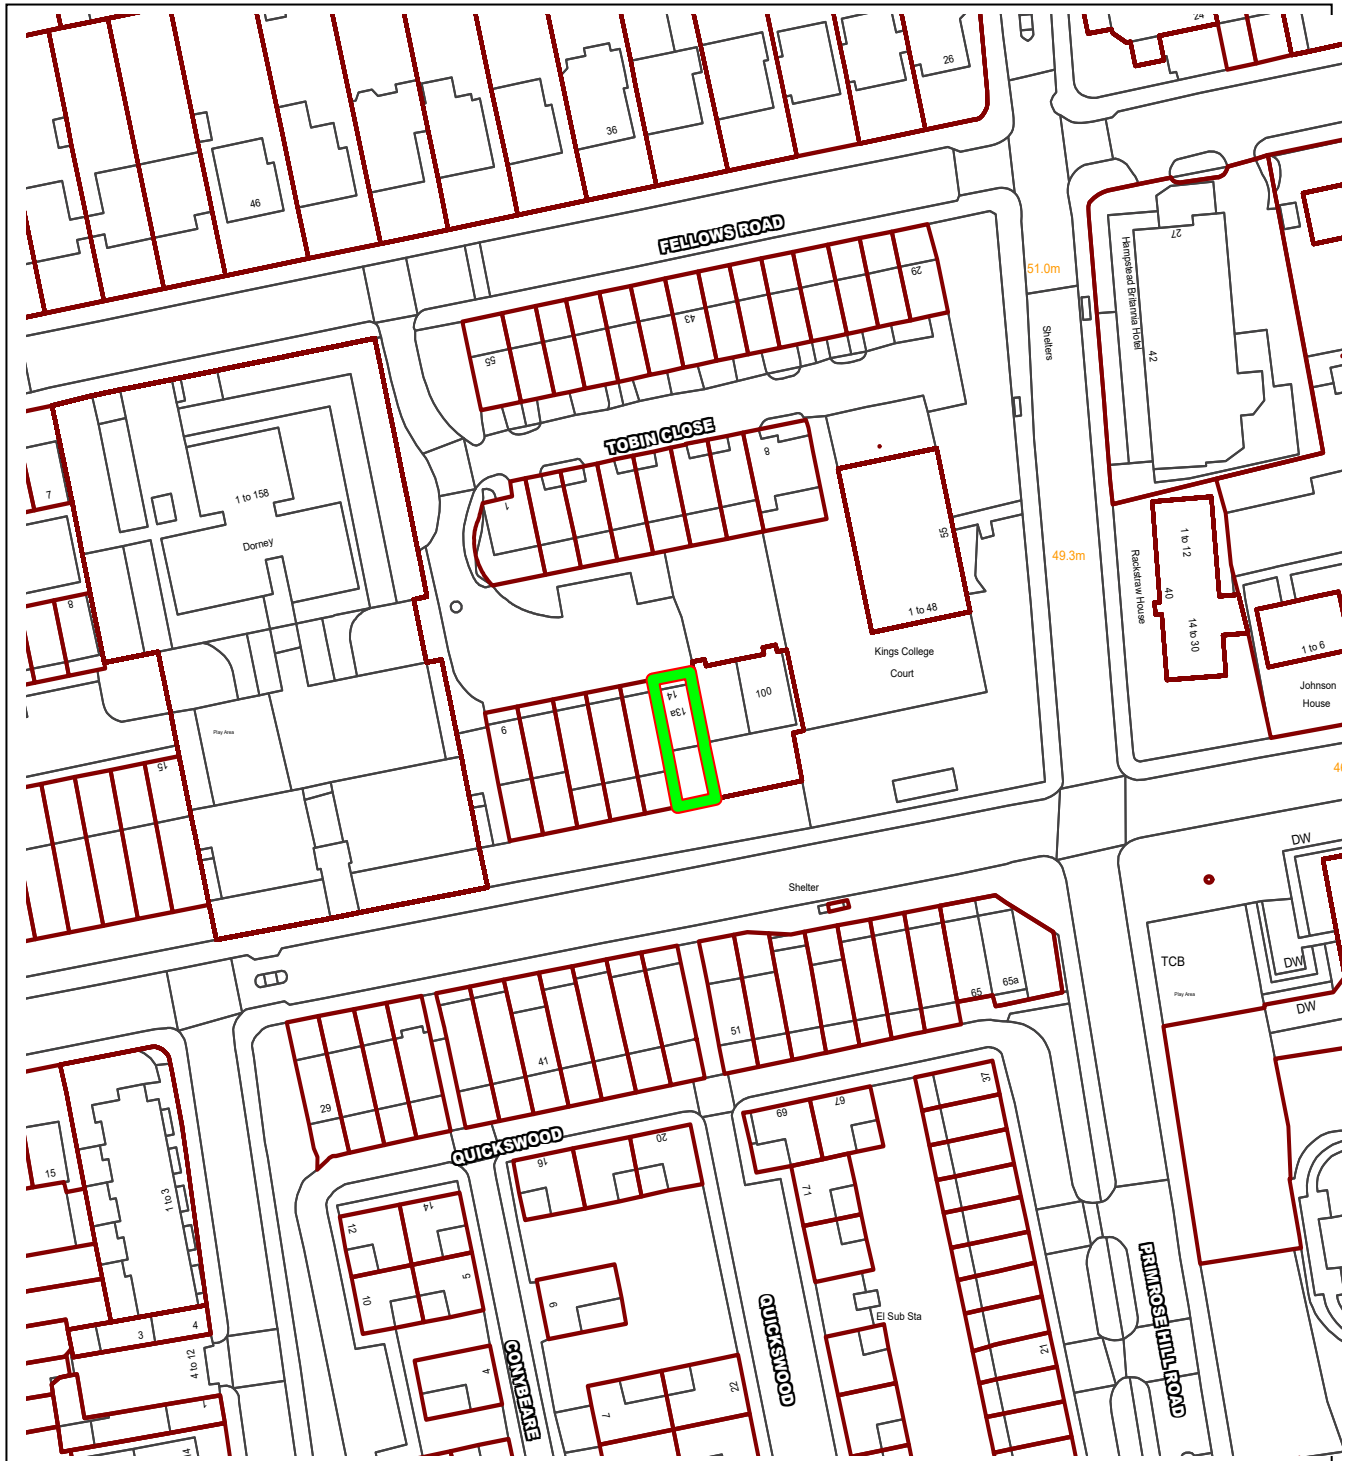 24
26
36
46
FELLOWS ROAD
27
Hampstead Britannia Hotel
51.0m
29
43
Shelters
42
55
TOBIN CLOSE
8
7
1 to 158
1
Dorney
55
49.3m
1 to 12
Rackstraw House
40
14 to 30
8
1 to 48
1 to 6
Kings College
Court
Johnson
House
14
13a
100
9
Play Area
15
DW
Shelter
TCB
DW
65
65a
Play Area
DW
51
41
29
37
69
67
QUICKSWOOD
20
16
15
1 to 3
71
12
14
5
10
9
PRIMROSE HILL ROAD
QUICKSWOOD
El Sub Sta
3
4
21
4 to 12
CONYBEARE
4
22
7
1